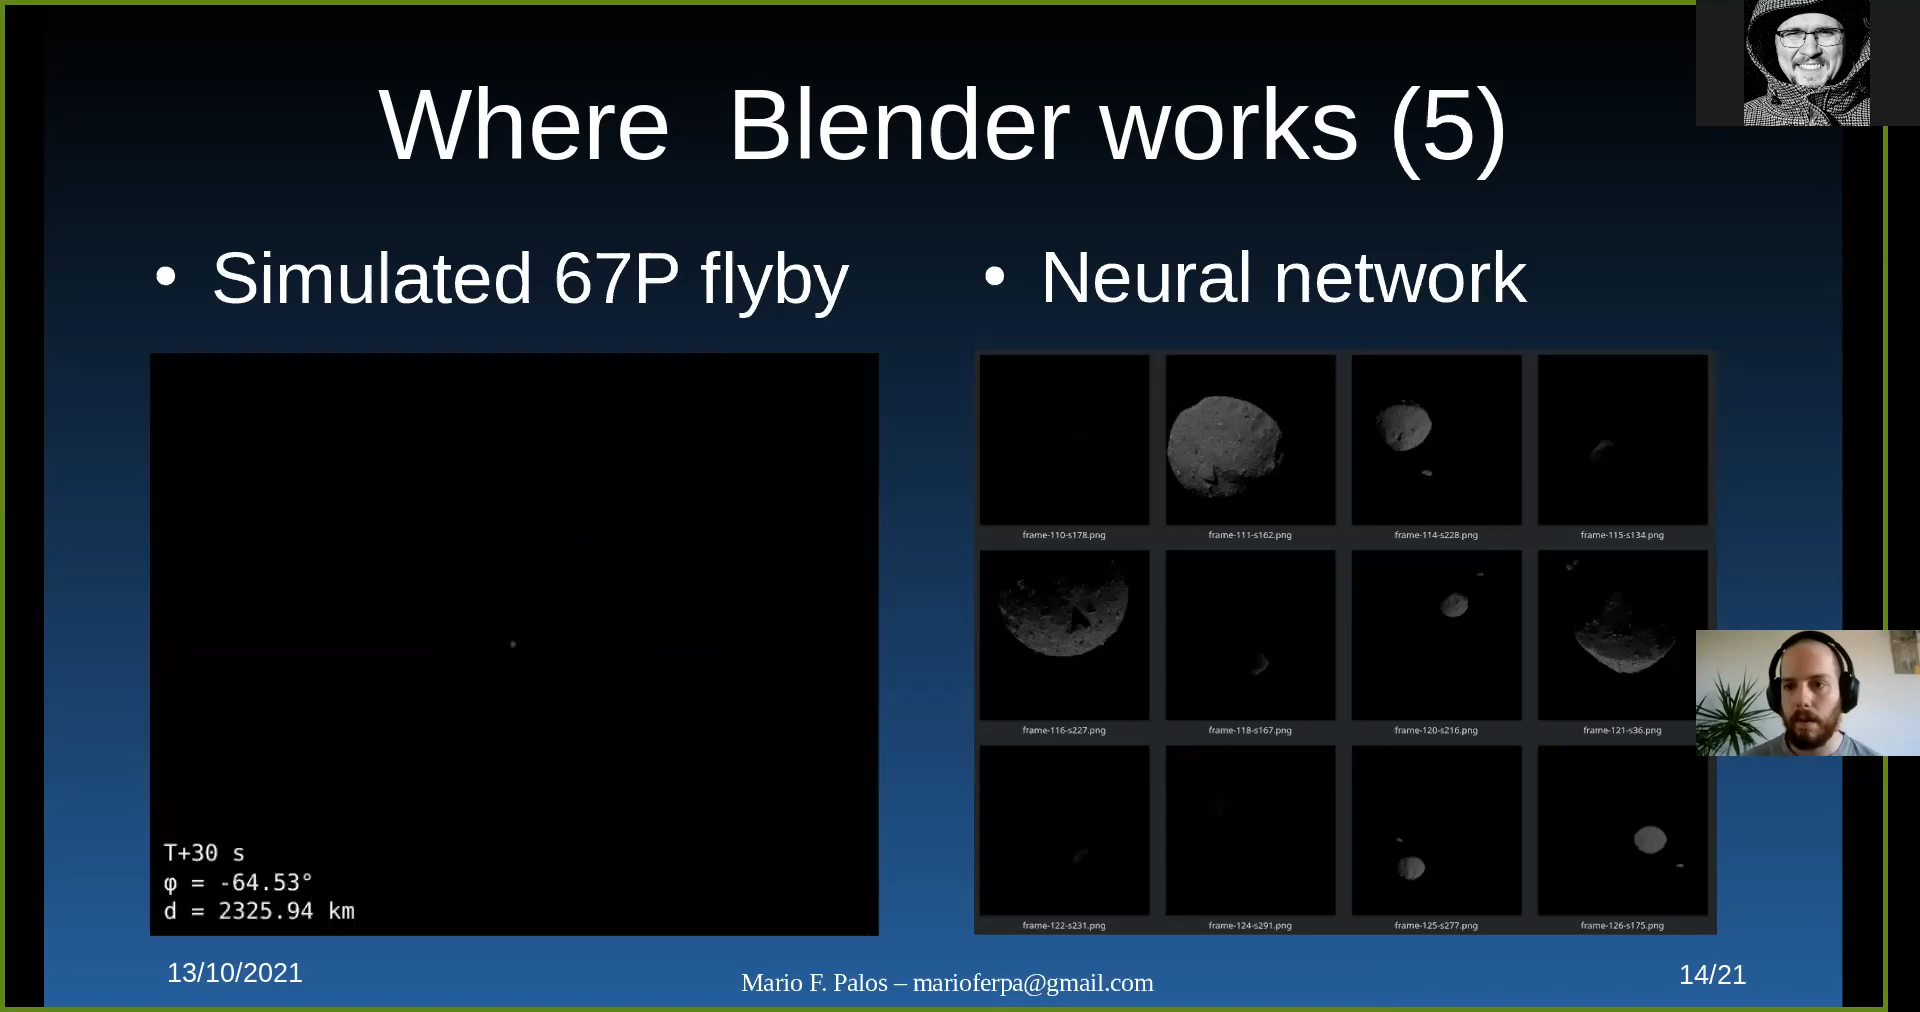 Where  Blender works (5)
• Simulated 67P flyby
• Neural network
T+30 s
φ = -64.53°
d = 2325.94 km
frame-110-s178.png
frame-111-s162.png
frame-114-s228.png
frame-115-s134.png
frame-116-s227.png
frame-118-s167.png
frame-120-s216.png
frame-121-s36.png
frame-122-s231.png
frame-124-s291.png
frame-125-s277.png
frame-126-s175.png
13/10/2021
Mario F. Palos – marioferpa@gmail.com
14/21